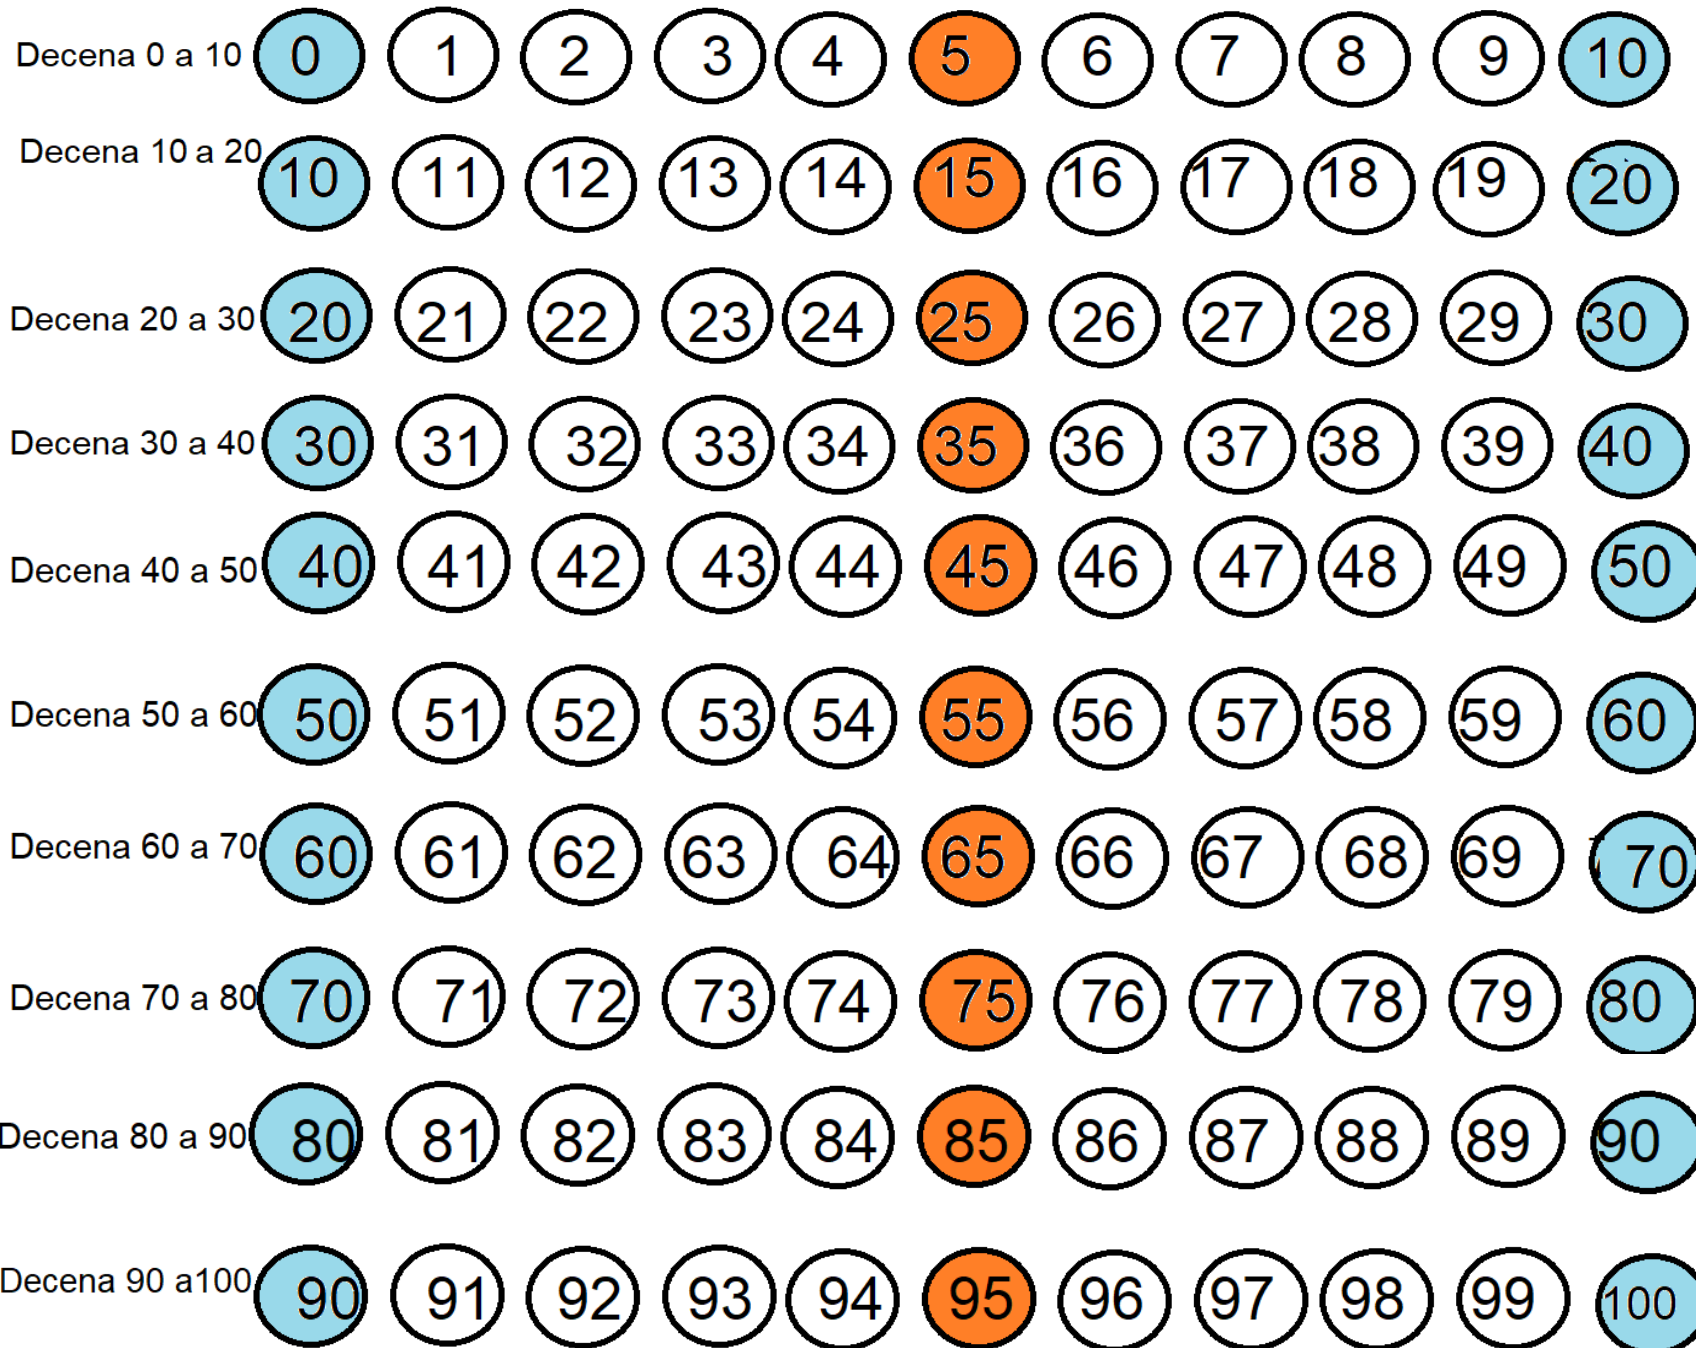 Decena 0 a 10 0 1 2 3 4 5 6 7 8 9 10
Decena 10 a 20 10 11 12 13 14 15 16 17 18 19 20
Decena 20 a 30 20 21 22 23 24 25 26 27 28 29 30
Decena 30 a 40 30 31 32 33 34 35 36 37 38 39 40
Decena 40 a 50 40 41 42 43 44 45 46 47 48 49 50
Decena 50 a 60 50 51 52 53 54 55 56 57 58 59 60
Decena 60 a 70 60 61 62 63 64 65 66 67 68 69 70
Decena 70 a 80 70 71 72 73 74 75 76 77 78 79 80
Decena 80 a 90 80 81 82 83 84 85 86 87 88 89 90
Decena 90 a100 90 91 92 93 94 95 96 97 98 99 100